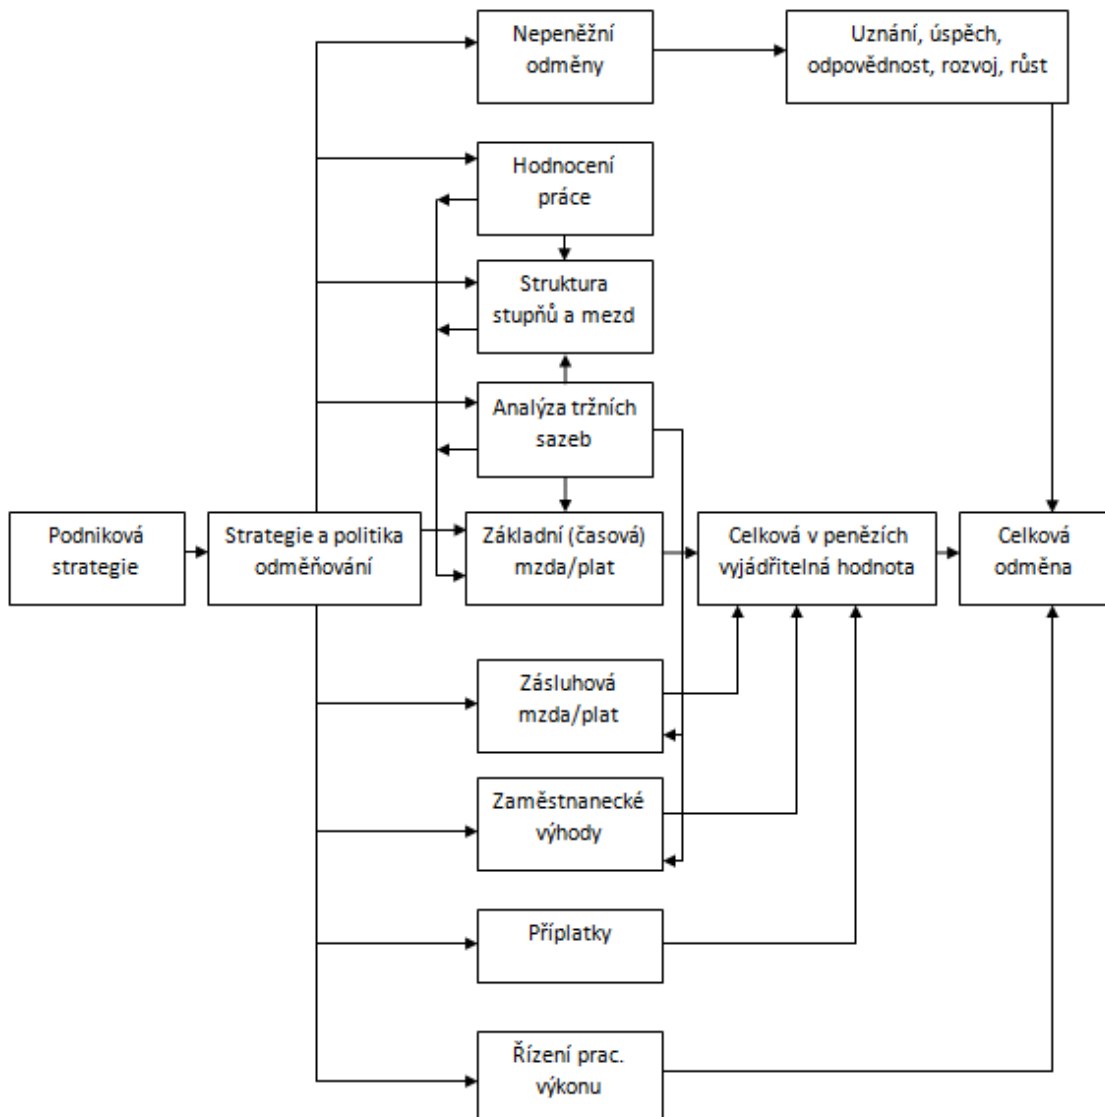 Nepeněžní
odměny
Uznání, úspěch,
odpovědnost, rozvoj, růst
Hodnocení
práce
Struktura
stupňů a mezd
Analýza tržních
sazeb
Podniková
strategie
Strategie a politika
odměňování
Základní (časová)
mzda/plat
Celková v penězích
vyjádřitelná hodnota
Celková
odměna
Zásluhová
mzda/plat
Zaměstnanecké
výhody
Příplatky
Řízení prac.
výkonu